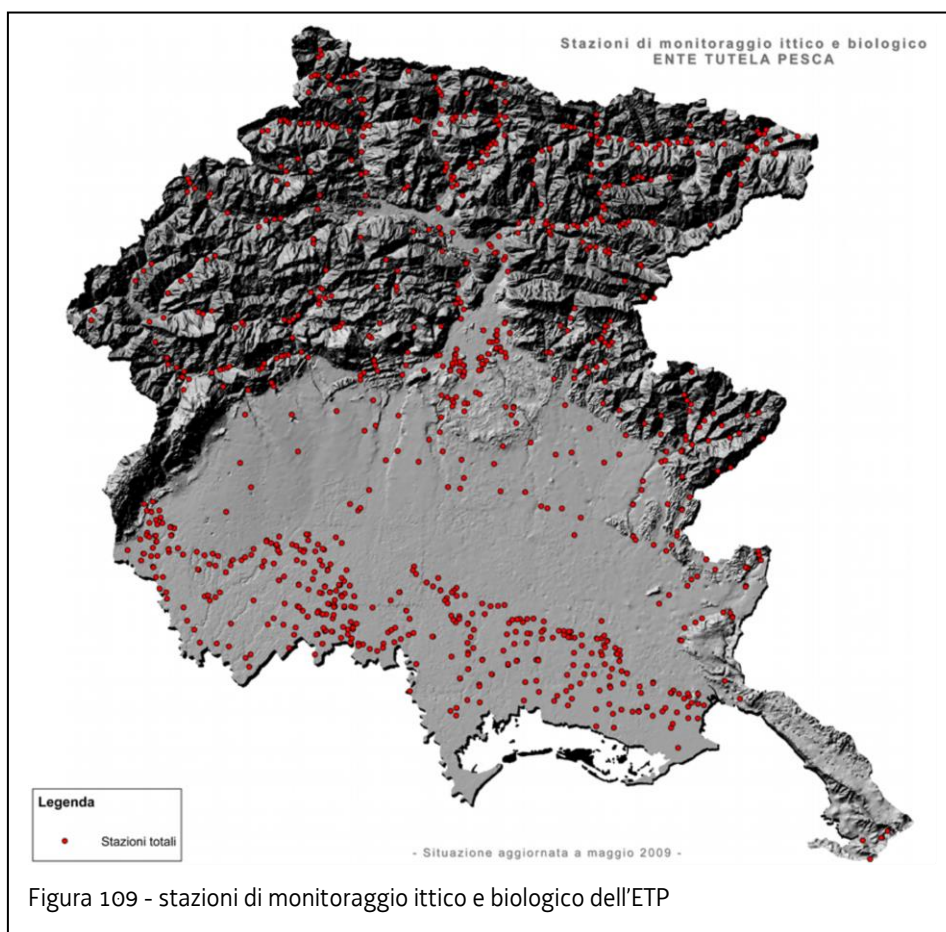 Stazioni di monitoraggio ittico e biologico
ENTE TUTELA PESCA
Legenda
Stazioni totali
- Situazione aggiornata a maggio 2009 -
Figura 109 - stazioni di monitoraggio ittico e biologico dell'ETP